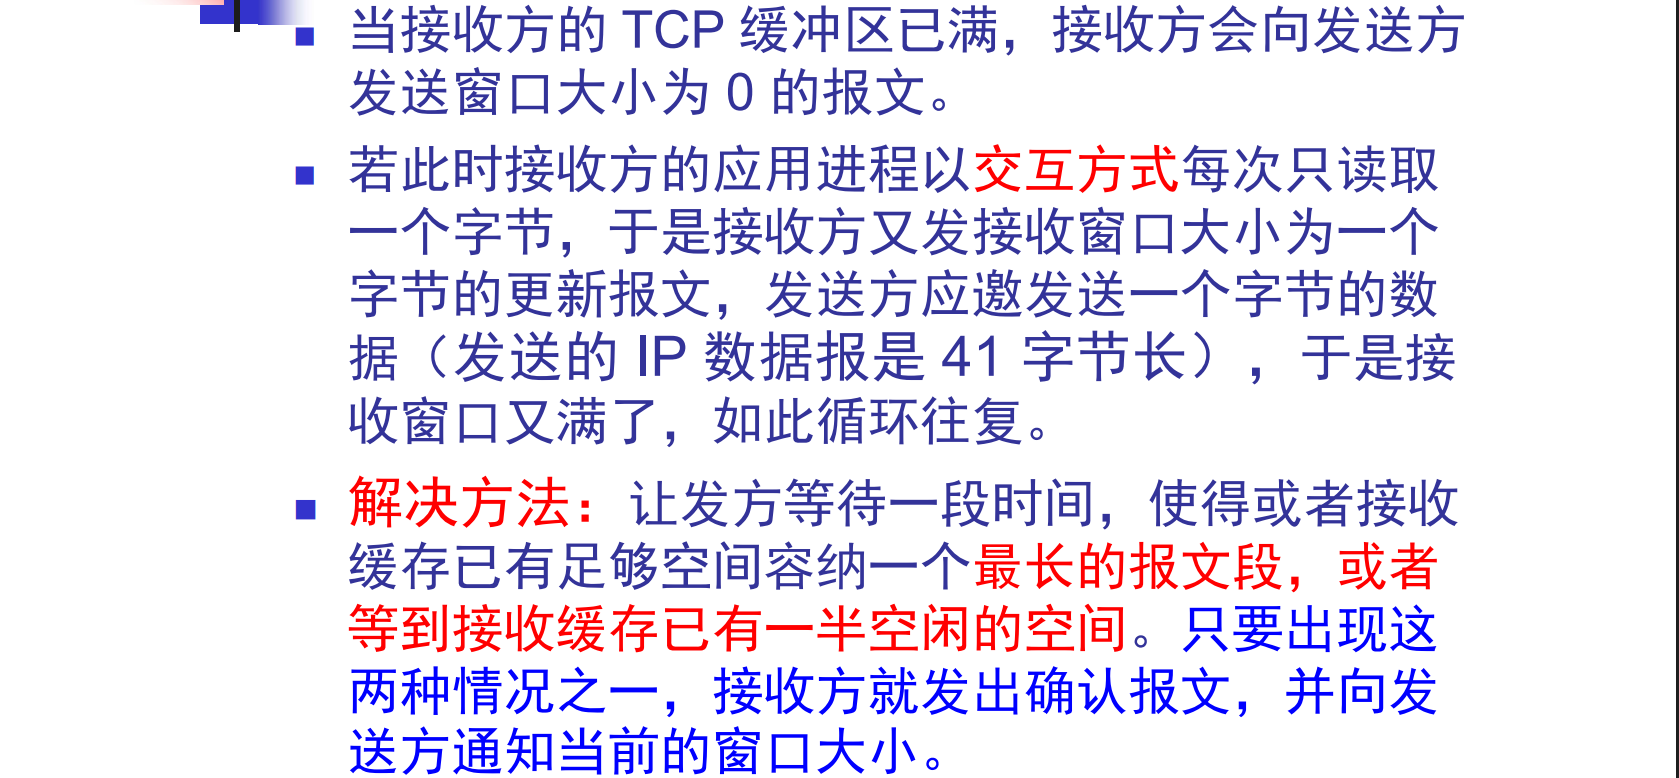 当接收方的 TCP 缓冲区已满，接收方会向发送方
发送窗口大小为 0 的报文。
若此时接收方的应用进程以交互方式每次只读取
一个字节，于是接收方又发接收窗口大小为一个
字节的更新报文，发送方应邀发送一个字节的数
据（发送的 IP 数据报是 41 字节长），于是接
收窗口又满了，如此循环往复。
解决方法：让发方等待一段时间，使得或者接收
缓存已有足够空间容纳一个最长的报文段，或者
等到接收缓存已有一半空闲的空间。只要出现这
两种情况之一，接收方就发出确认报文，并向发
送方通知当前的窗口大小。